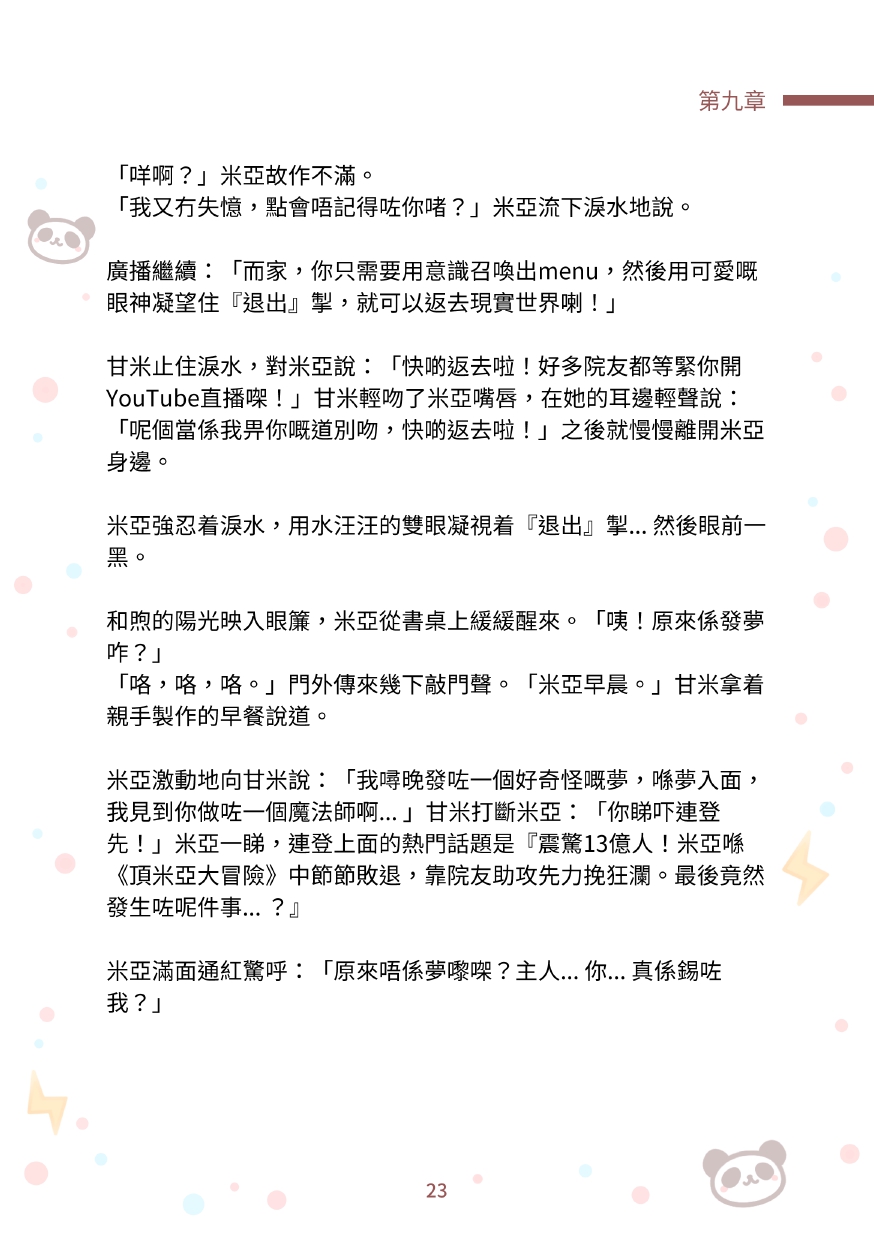 第九章
「咩啊？」米亞故作不滿。
「我又冇失憶，點會唔記得咗你啫？」米亞流下淚水地說。
廣播繼續：「而家，你只需要用意識召喚出menu，然後用可愛嘅
眼神凝望住『退出』掣，就可以返去現實世界喇！」
甘米止住淚水，對米亞說：「快啲返去啦！好多院友都等緊你開
YouTube直播㗎！」甘米輕吻了米亞嘴唇，在她的耳邊輕聲說：
「呢個當係我畀你嘅道別吻，快啲返去啦！」之後就慢慢離開米亞
身邊。
米亞強忍着淚水，用水汪汪的雙眼凝視着『退出』掣... 然後眼前一
黑。
和煦的陽光映入眼簾，米亞從書桌上緩緩醒來。「咦！原來係發夢
咋？」
「咯，咯，咯。」門外傳來幾下敲門聲。「米亞早晨。」甘米拿着
親手製作的早餐說道。
米亞激動地向甘米說：「我噚晚發咗一個好奇怪嘅夢，喺夢入面，
我見到你做咗一個魔法師啊... 」甘米打斷米亞：「你睇吓連登
先！」米亞一睇，連登上面的熱門話題是『震驚13億人！米亞喺
《頂米亞大冒險》中節節敗退，靠院友助攻先力挽狂瀾。最後竟然
發生咗呢件事... ？』
米亞滿面通紅驚呼：「原來唔係夢嚟㗎？主人... 你... 真係錫咗
我？」
23